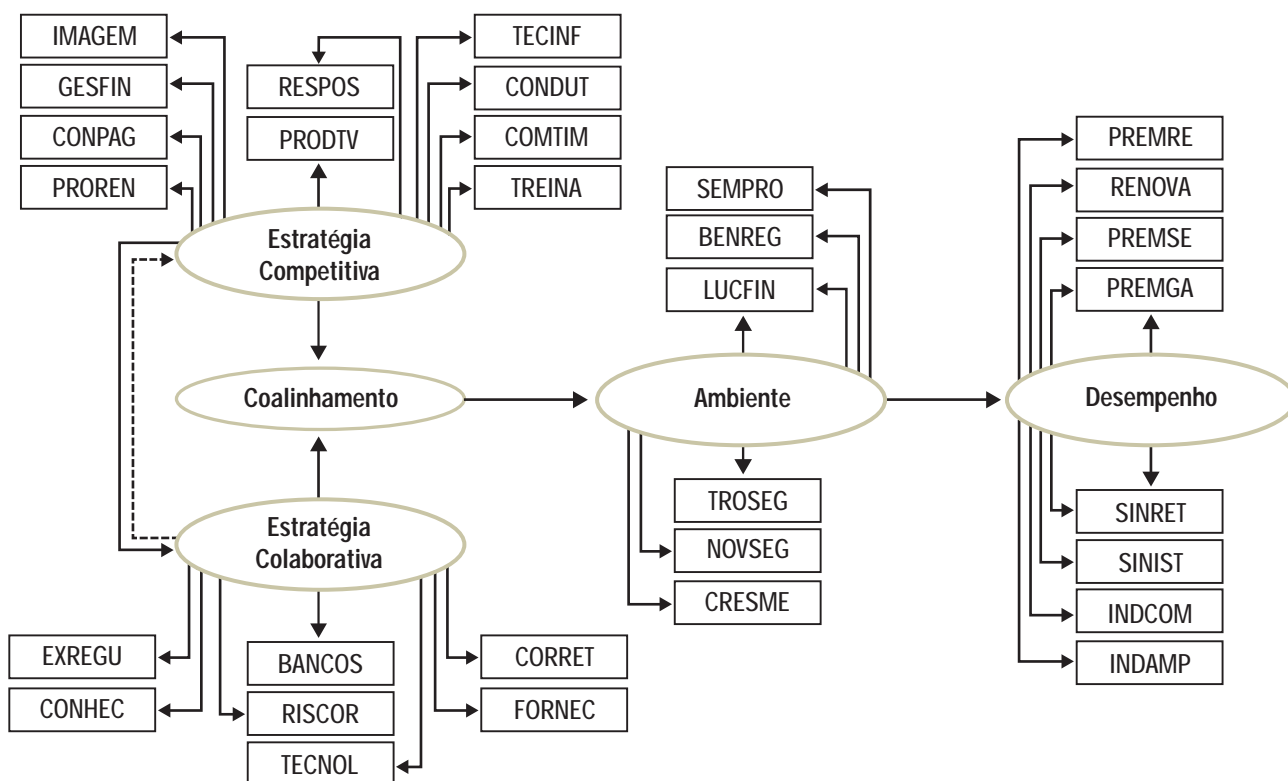 IMAGEM
GESFIN
CONPAG
PROREN
RESPOS
PRODTV
TECINF
CONDUT
COMTIM
TREINA
Estratégia
Competitiva
Coalinhamento
Estratégia
Colaborativa
EXREGU
CONHEC
BANCOS
RISCOR
TECNOL
CORRET
FORNEC
SEMPRO
BENREG
LUCFIN
Ambiente
TROSEG
NOVSEG
CRESME
PREMRE
RENOVA
PREMSE
PREMGA
Desempenho
SINRET
SINIST
INDCOM
INDAMP